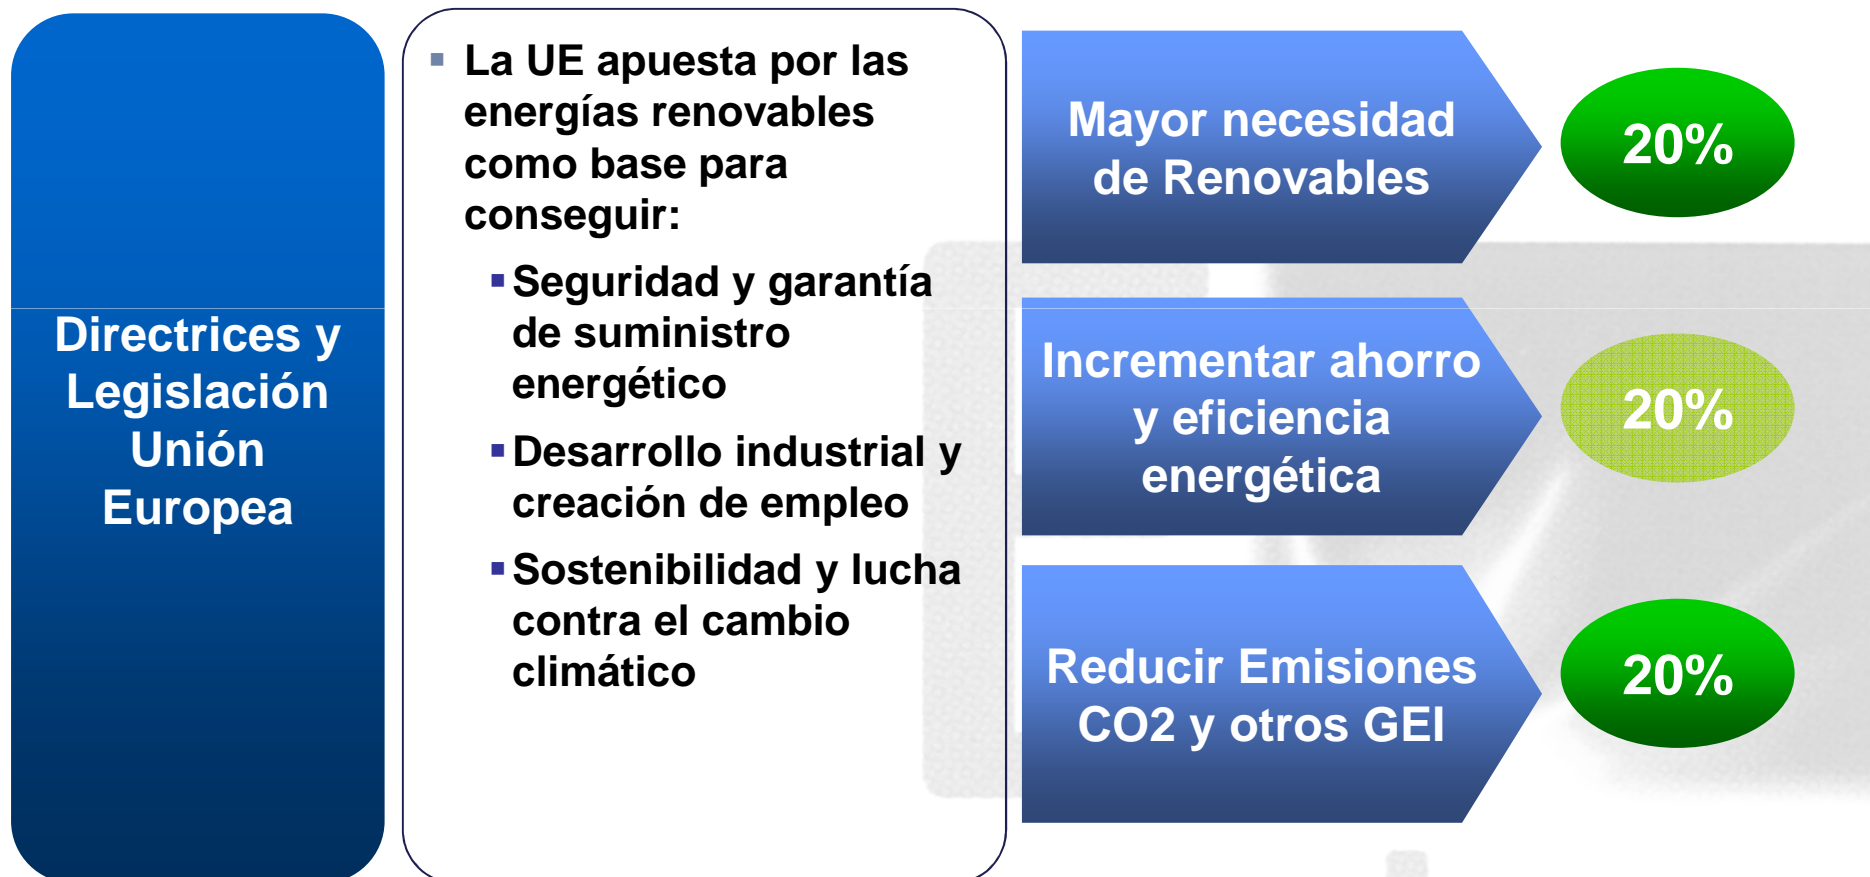 Directrices y
Legislación
Unión
Europea
La UE apuesta por las
energías renovables
como base para
conseguir:
Seguridad y garantía
de suministro
energético
Desarrollo industrial y
creación de empleo
Sostenibilidad y lucha
contra el cambio
climático
Mayor necesidad
de Renovables
20%
Incrementar ahorro
y eficiencia
energética
20%
Reducir Emisiones
CO2 y otros GEI
20%